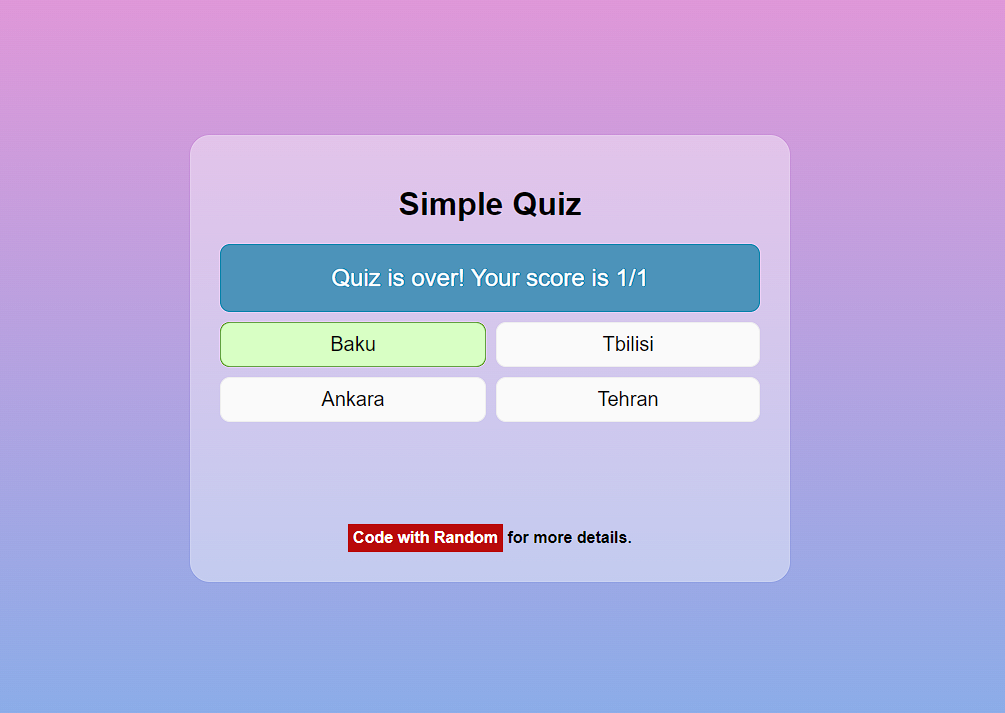 Simple Quiz
Quiz is over! Your score is 1/1
Baku
Tbilisi
Ankara
Tehran
Code with Random for more details.